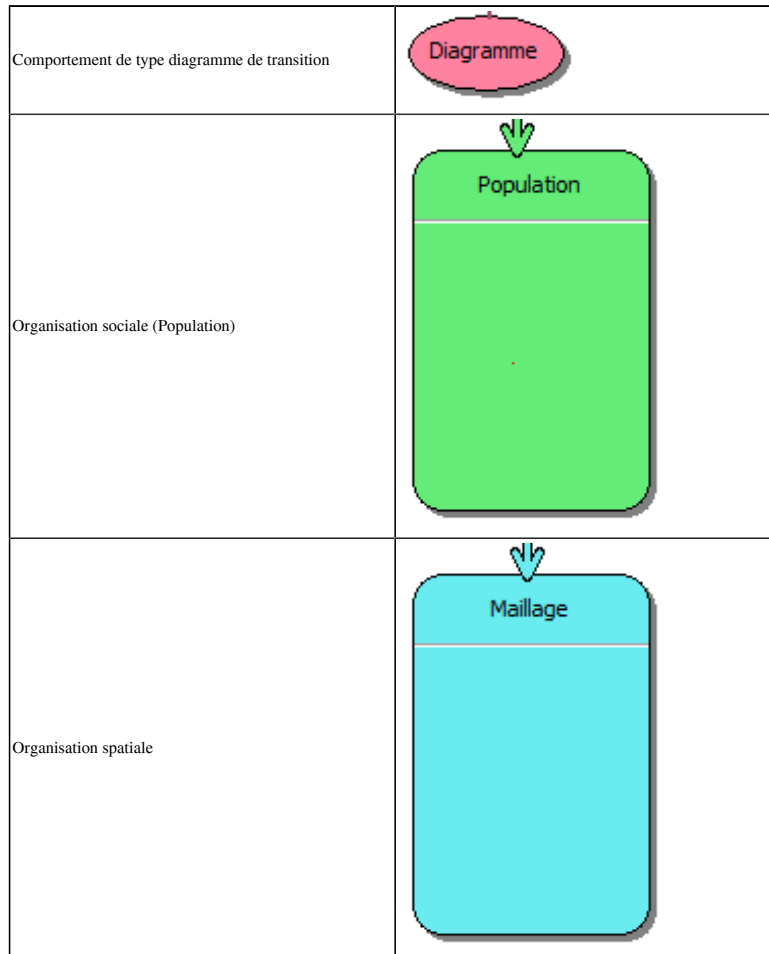 Comportement de type diagramme de transition
Diagramme
Population
Organisation sociale (Population)
Maillage
Organisation spatiale